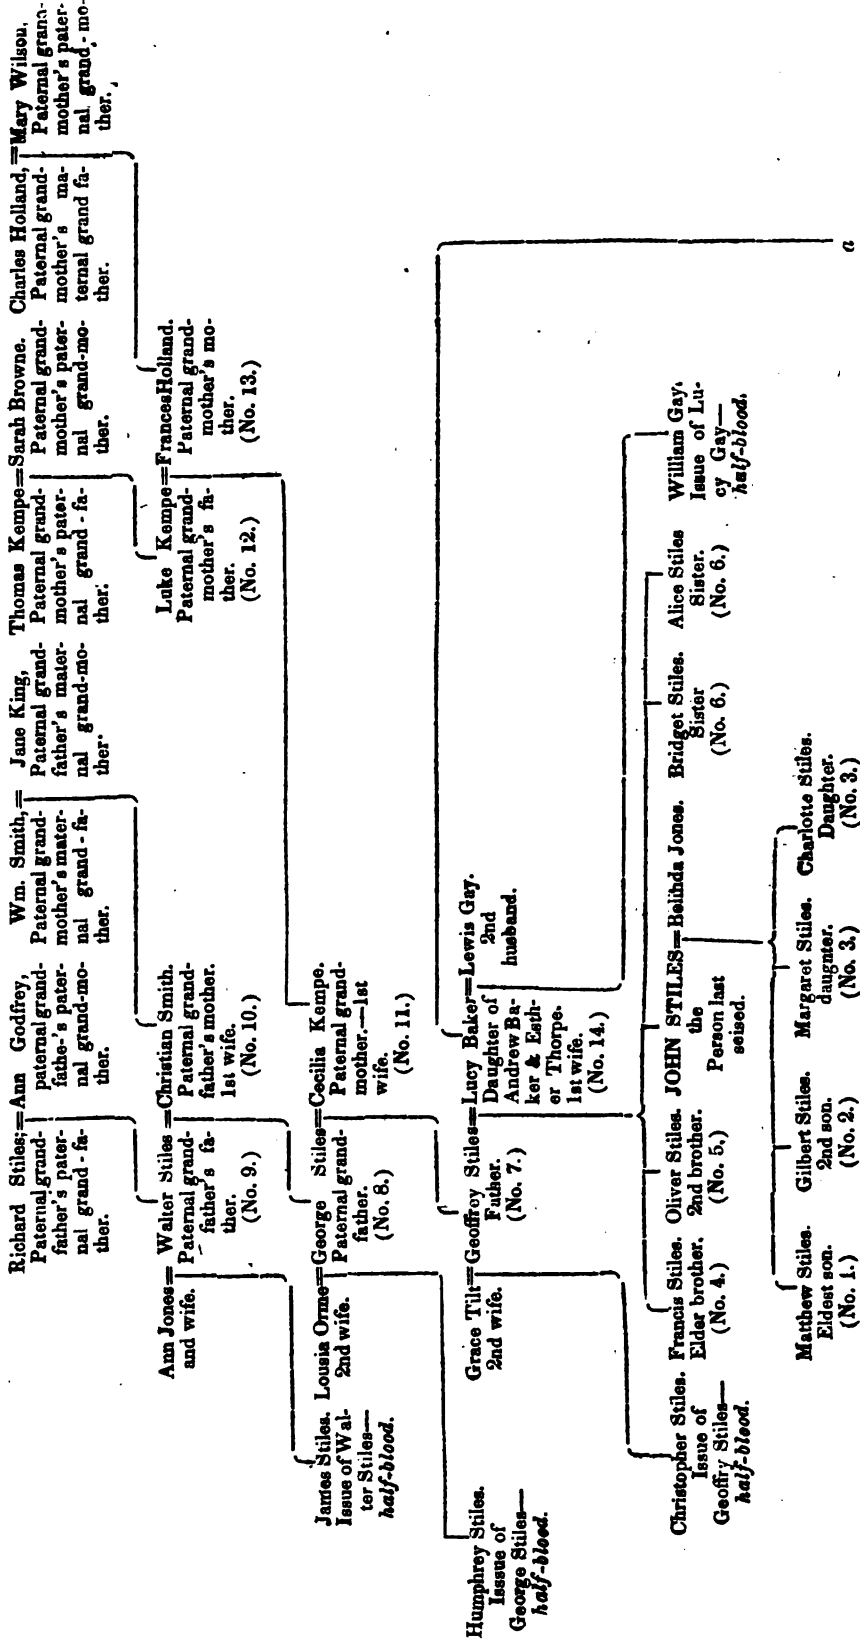 Richard Stiles;=Ann Godfrey,
Paternal grand-
father's pater-
nal grand - fa-
ther.
paternal grand-
fathe-'s pater-
nal grand-mo-
ther.
Wm. Smith,=
Paternal grand-
mother's mater-
nal grand - fa-
ther.
Jane King,
Paternal grand-
father's mater-
nal grand-mo-
ther.
Thomas Kempe=Sarah Browne.
Paternal grand-
mother's pater-
nal grand - fa-
ther.
Paternal grand-
mother's pater-
nal grand-mo-
ther.
Charles Holland,=Mary Wilson,
Paternal grand-
mother's ma-
ternal grand fa-
ther.
Paternal grand-
mother's pater-
nal grand - mo-
ther.
Ann Jones= Walter Stiles =Christian Smith.
and wife.
Paternal grand-
father's fa-
ther.
(No. 9.)
Paternal grand-
father's mother.
1st wife.
(No. 10.)
Luke Kempe=Frances Holland.
Paternal grand-
mother's fa-
ther.
(No. 12.)
Paternal grand-
mother's mo-
ther.
(No. 13.)
James Stiles.
Issue of Wal-
ter Stiles—
half-blood.
Lousia Orme=George Stiles=Cecilia Kempe.
2nd wife.
Paternal grand-
father.
(No. 8.)
Paternal grand-
mother.—1st
wife.
(No. 11.)
Humphrey Stiles.
Isssue of
George Stiles—
half-blood.
Grace Tilt=Geoffroy Stiles=Lucy Baker=Lewis Gay.
2nd wife.
Father.
(No. 7.)
Daughter of
Andrew Ba-
ker & Esth-
er Thorpe.
1st wife.
(No. 14.)
2nd
husband.
a
Christopher Stiles.
Issue of
Geoffry Stiles—
half-blood.
Francis Stiles.
Elder brother.
(No. 4.)
Oliver Stiles.
2nd brother.
(No. 5.)
JOHN STILES=Belinda Jones.
the
Person last
seised.
Bridget Stiles.
Sister
(No. 6.)
Alice Stiles
Sister.
(No. 6.)
William Gay.
Issue of Lu-
cy Gay—
half-blood.
Matthew Stiles.
Eldest son.
(No. 1.)
Gilbert Stiles.
2nd son.
(No. 2.)
Margaret Stiles.
daugnter.
(No. 3.)
Charlotte Stiles.
Daughter.
(No. 3.)